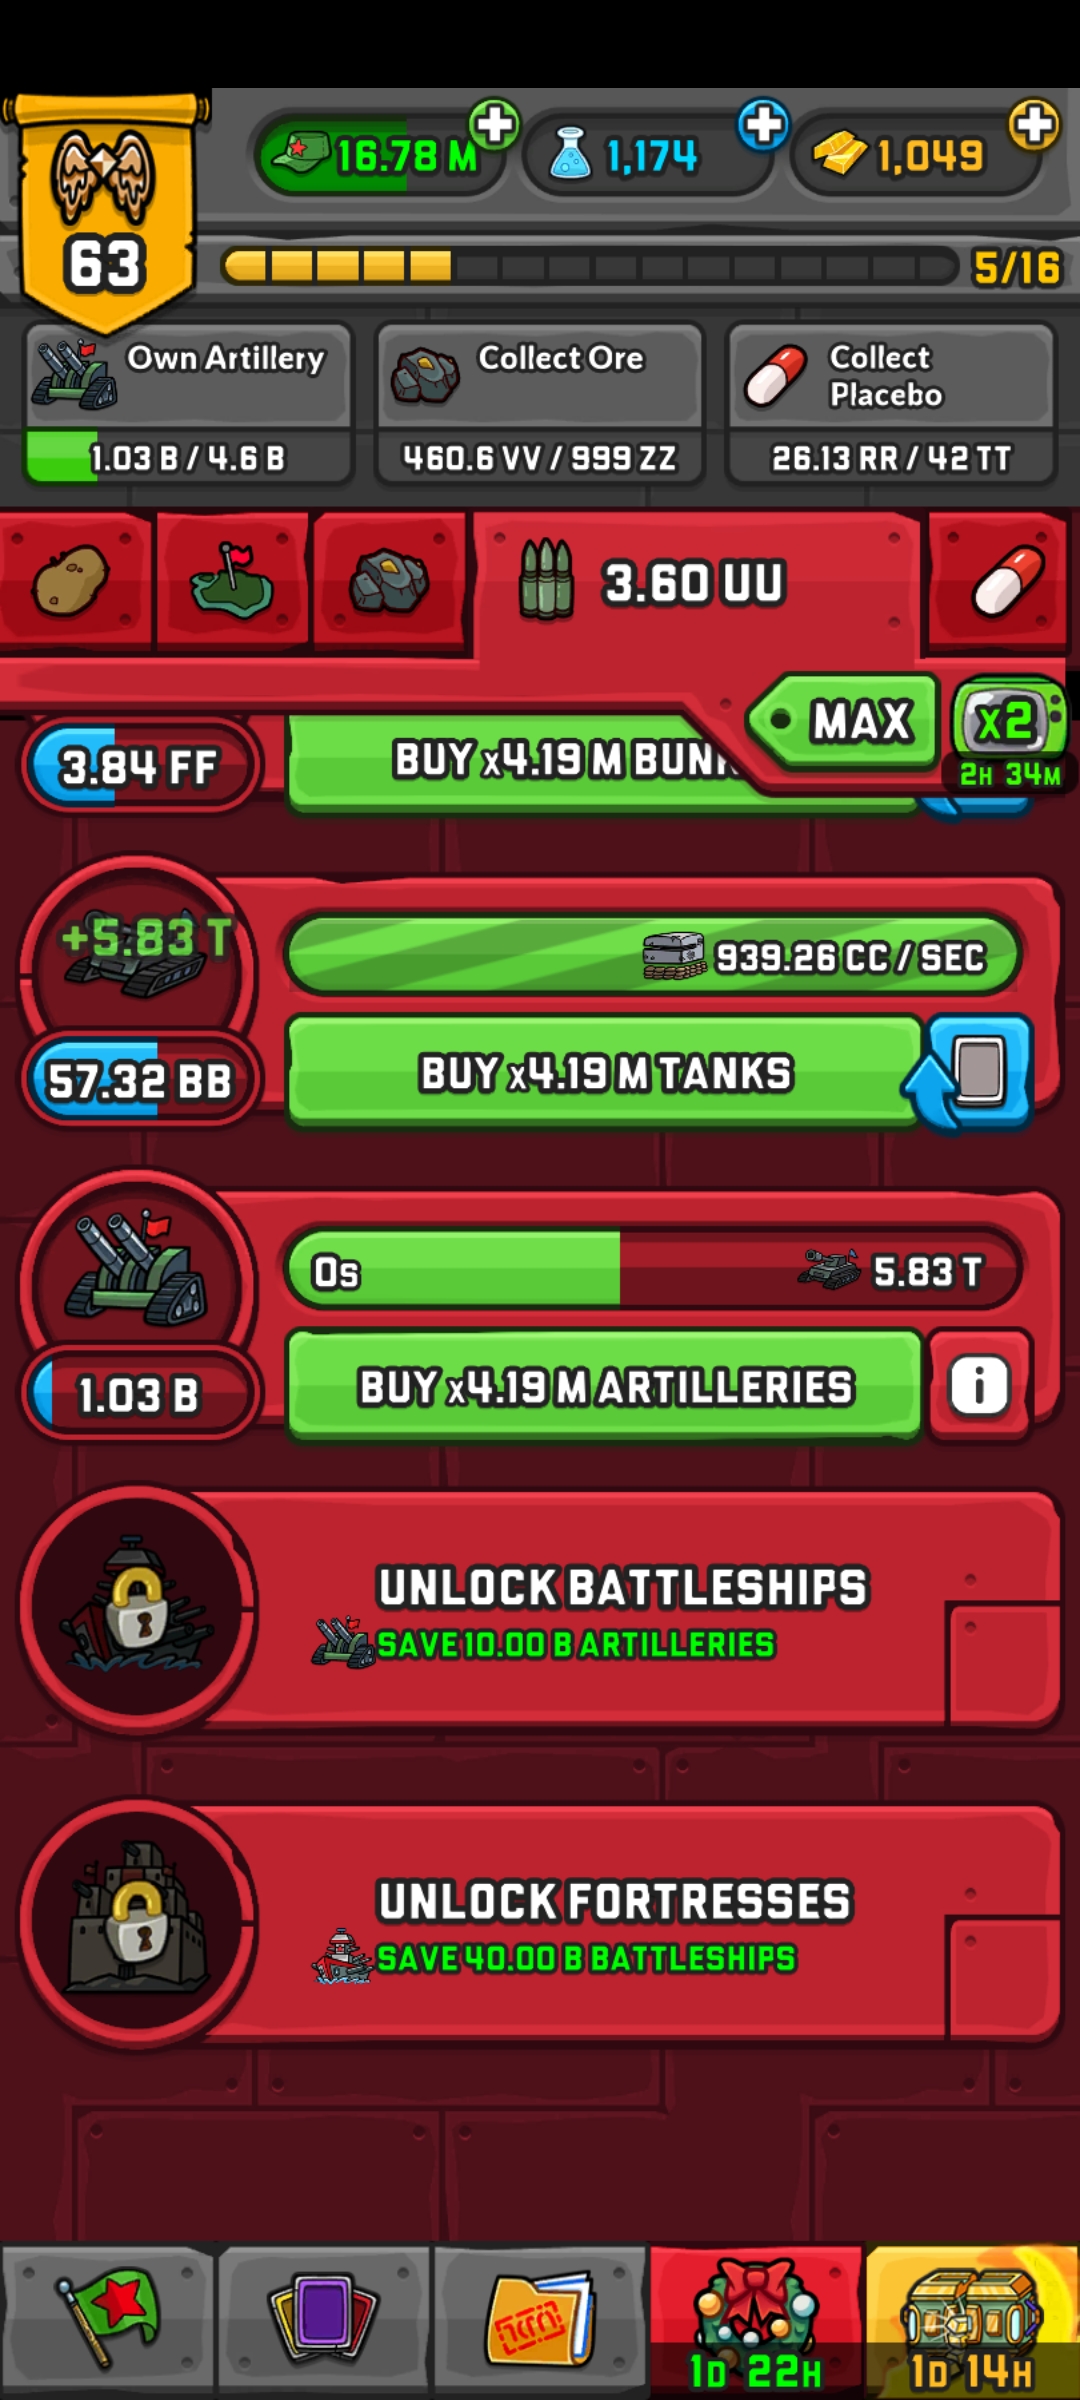 16.78 M
1,174
1,049
63
5/16
Own Artillery
1.03 B / 4.6 B
Collect Ore
460.6 VV / 999 ZZ
Collect
Placebo
26.13 RR / 42 TT
3.60 UU
MAX
x2
2H 34M
3.84 FF
BUY x4.19 M BUN
+5.83 T
939.26 CC / SEC
57.32 BB
BUY x4.19 M TANKS
0s
5.83 T
1.03 B
BUY x4.19 M ARTILLERIES
i
UNLOCK BATTLESHIPS
SAVE 10.00 B ARTILLERIES
UNLOCK FORTRESSES
SAVE 40.00 B BATTLESHIPS
1D 22H
1D 14H